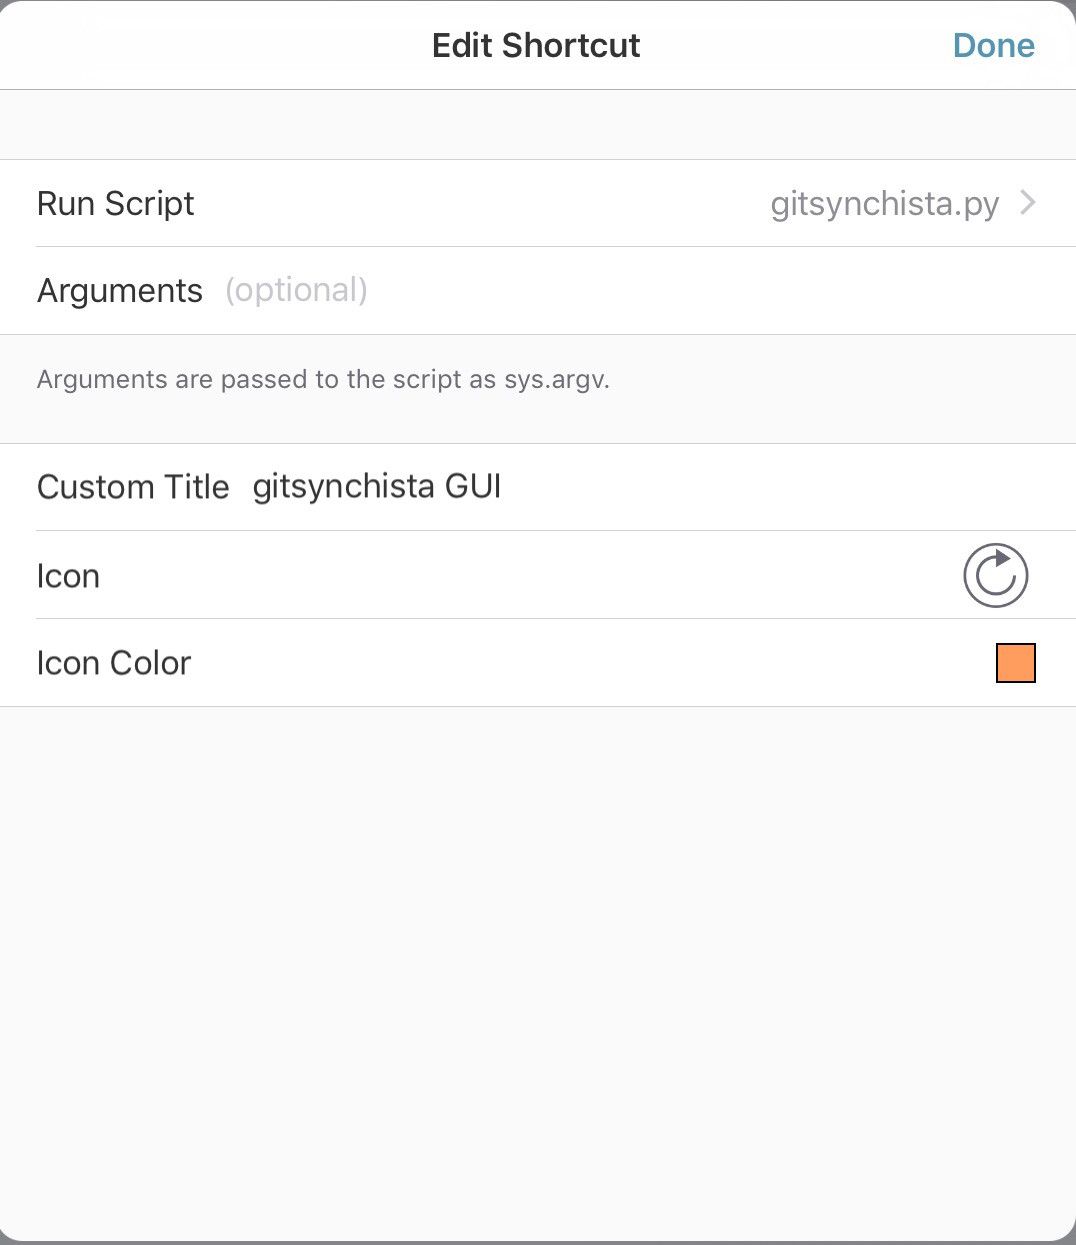 Edit Shortcut Done
Run Script gitsynchista.py
Arguments (optional)
Arguments are passed to the script as sys.argv.
Custom Title gitsynchista GUI
Icon
Icon Color